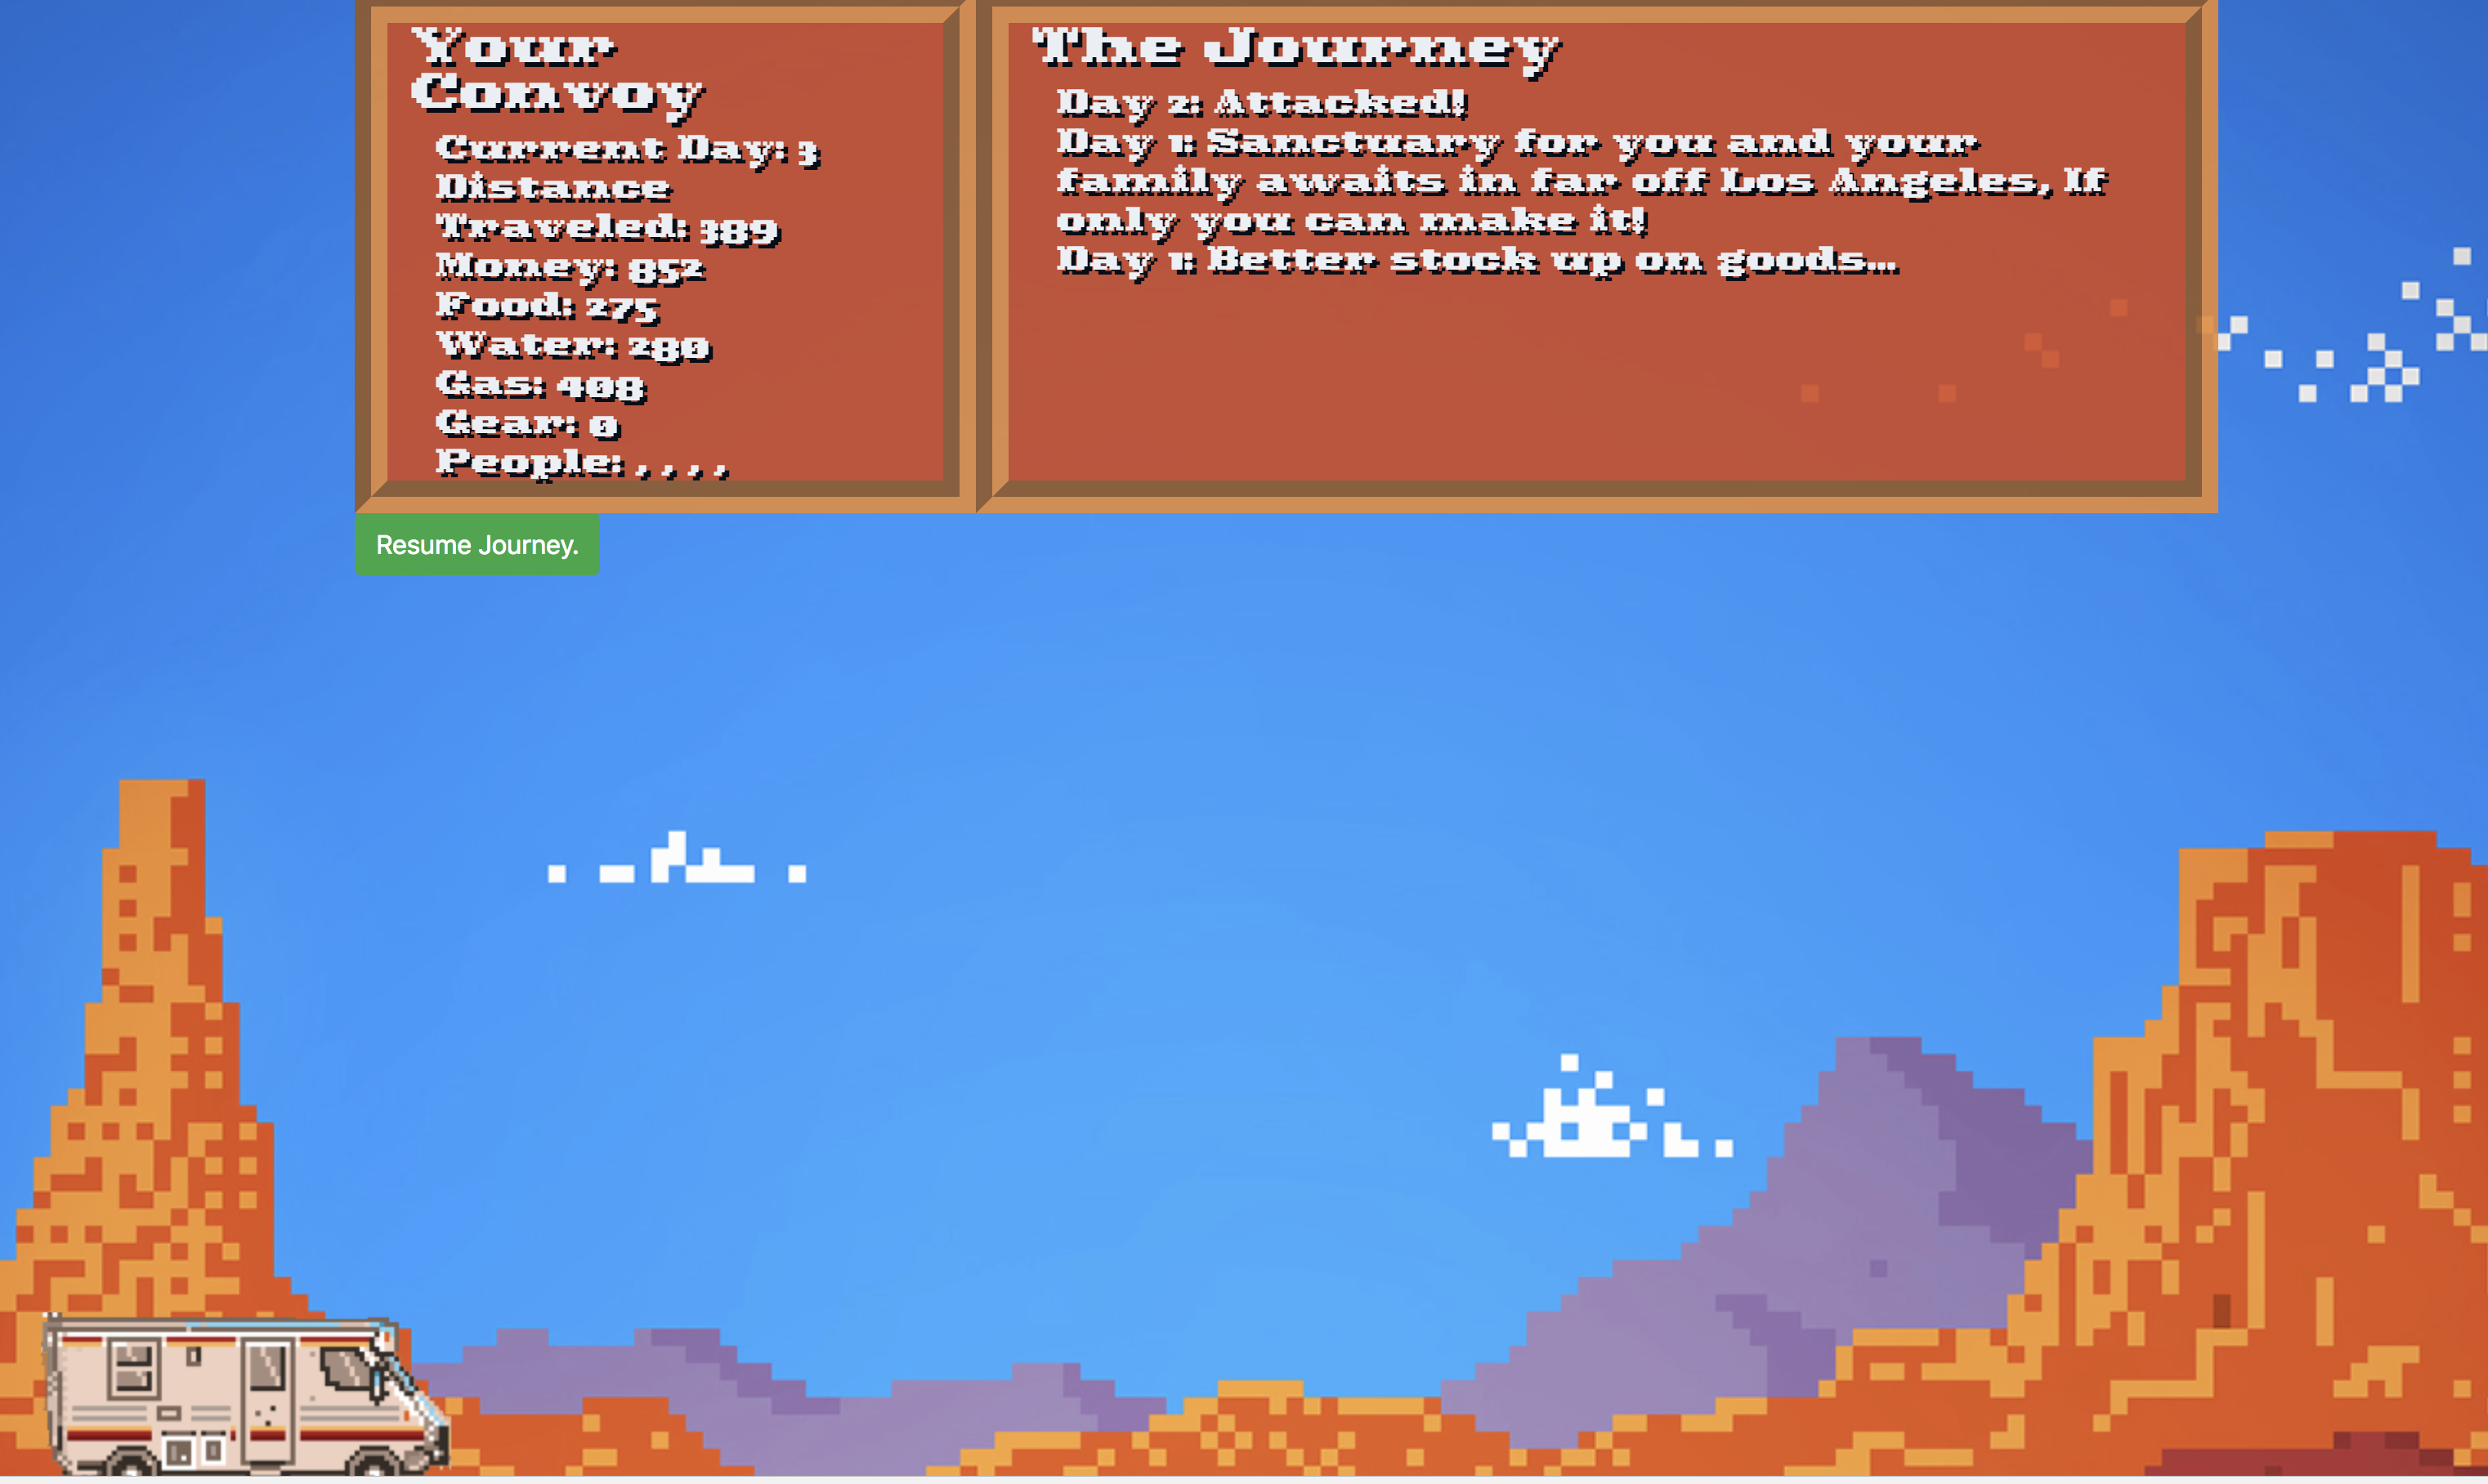 Your
Convoy
Current Day: 3
Distance
Traveled: 389
Money: 852
Food: 275
Water: 280
Gas: 408
Gear: 0
People: , , , ,
The Journey
Day 2: Attacked!
Day 1: Sanctuary for you and your
family awaits in far off Los Angeles, If
only you can make it!
Day 1: Better stock up on goods...
Resume Journey.